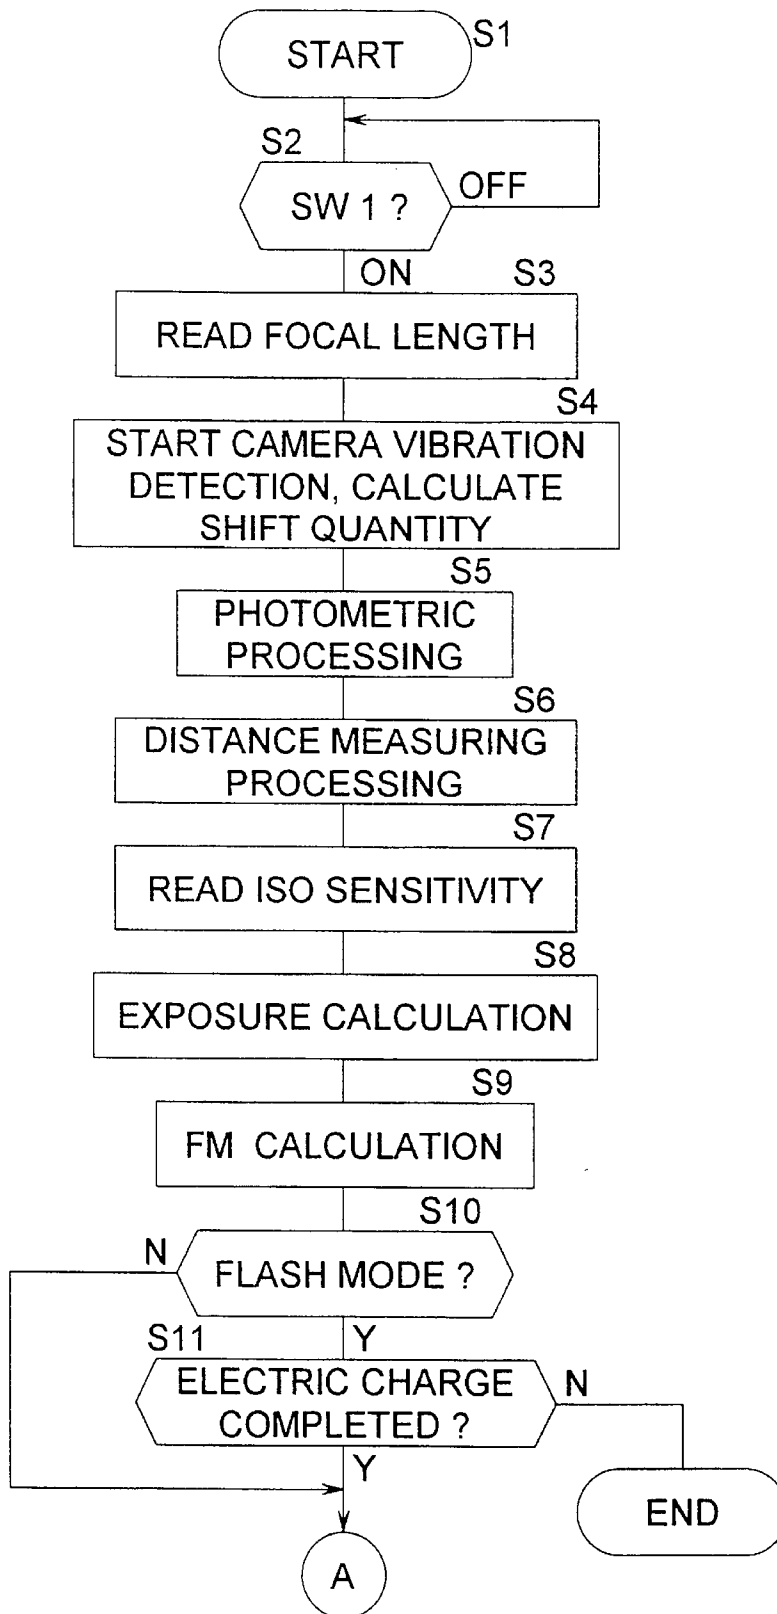 START
S1
S2
SW 1 ?
OFF
ON
S3
READ FOCAL LENGTH
S4
START CAMERA VIBRATION
DETECTION, CALCULATE
SHIFT QUANTITY
S5
PHOTOMETRIC
PROCESSING
S6
DISTANCE MEASURING
PROCESSING
S7
READ ISO SENSITIVITY
S8
EXPOSURE CALCULATION
S9
FM CALCULATION
S10
N
FLASH MODE ?
S11
Y
ELECTRIC CHARGE
COMPLETED ?
N
Y
END
A